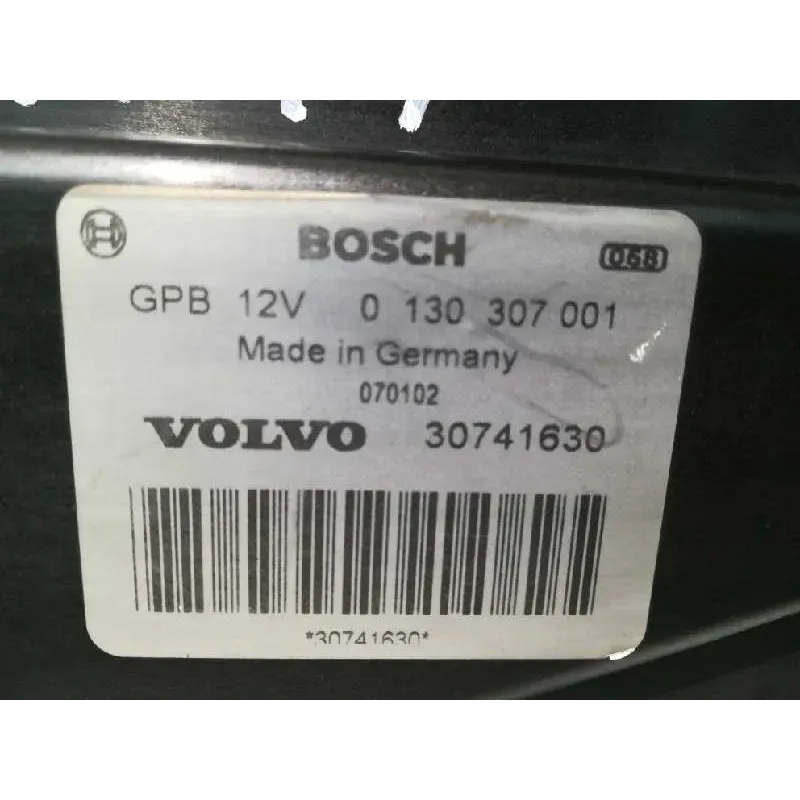 BOSCH 068
GPB 12V 0 130 307 001
Made in Germany
070102
VOLVO 30741630
*30741630*